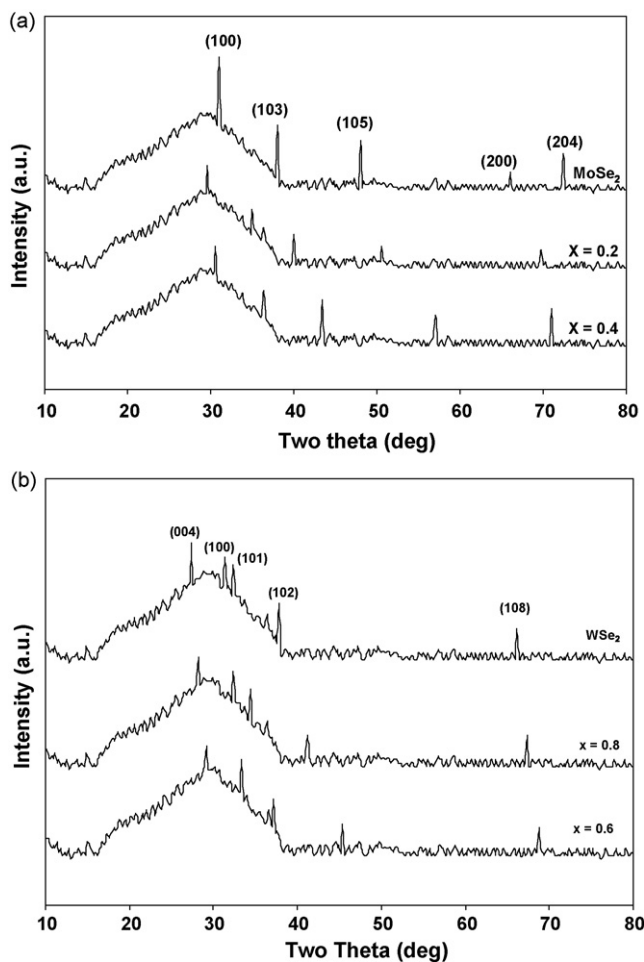 (a)
(100)
(103)
(105)
(200)
(204)
MoSe₂
X = 0.2
X = 0.4
Intensity (a.u.)
10 20 30 40 50 60 70 80
Two theta (deg)
(b)
(004)
(100)
(101)
(102)
(108)
WSe₂
x = 0.8
x = 0.6
Intensity (a.u.)
10 20 30 40 50 60 70 80
Two Theta (deg)